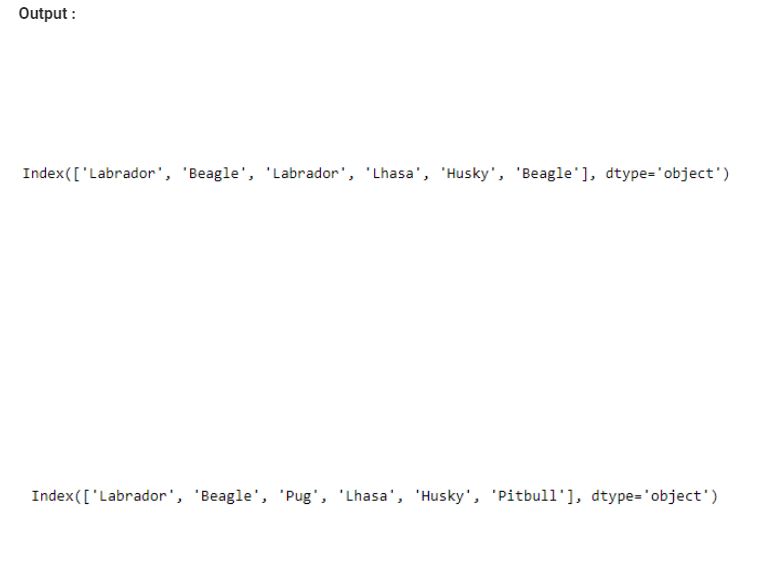 Output :
Index(['Labrador', 'Beagle', 'Labrador', 'Lhasa', 'Husky', 'Beagle'], dtype='object')
Index(['Labrador', 'Beagle', 'Pug', 'Lhasa', 'Husky', 'Pitbull'], dtype='object')